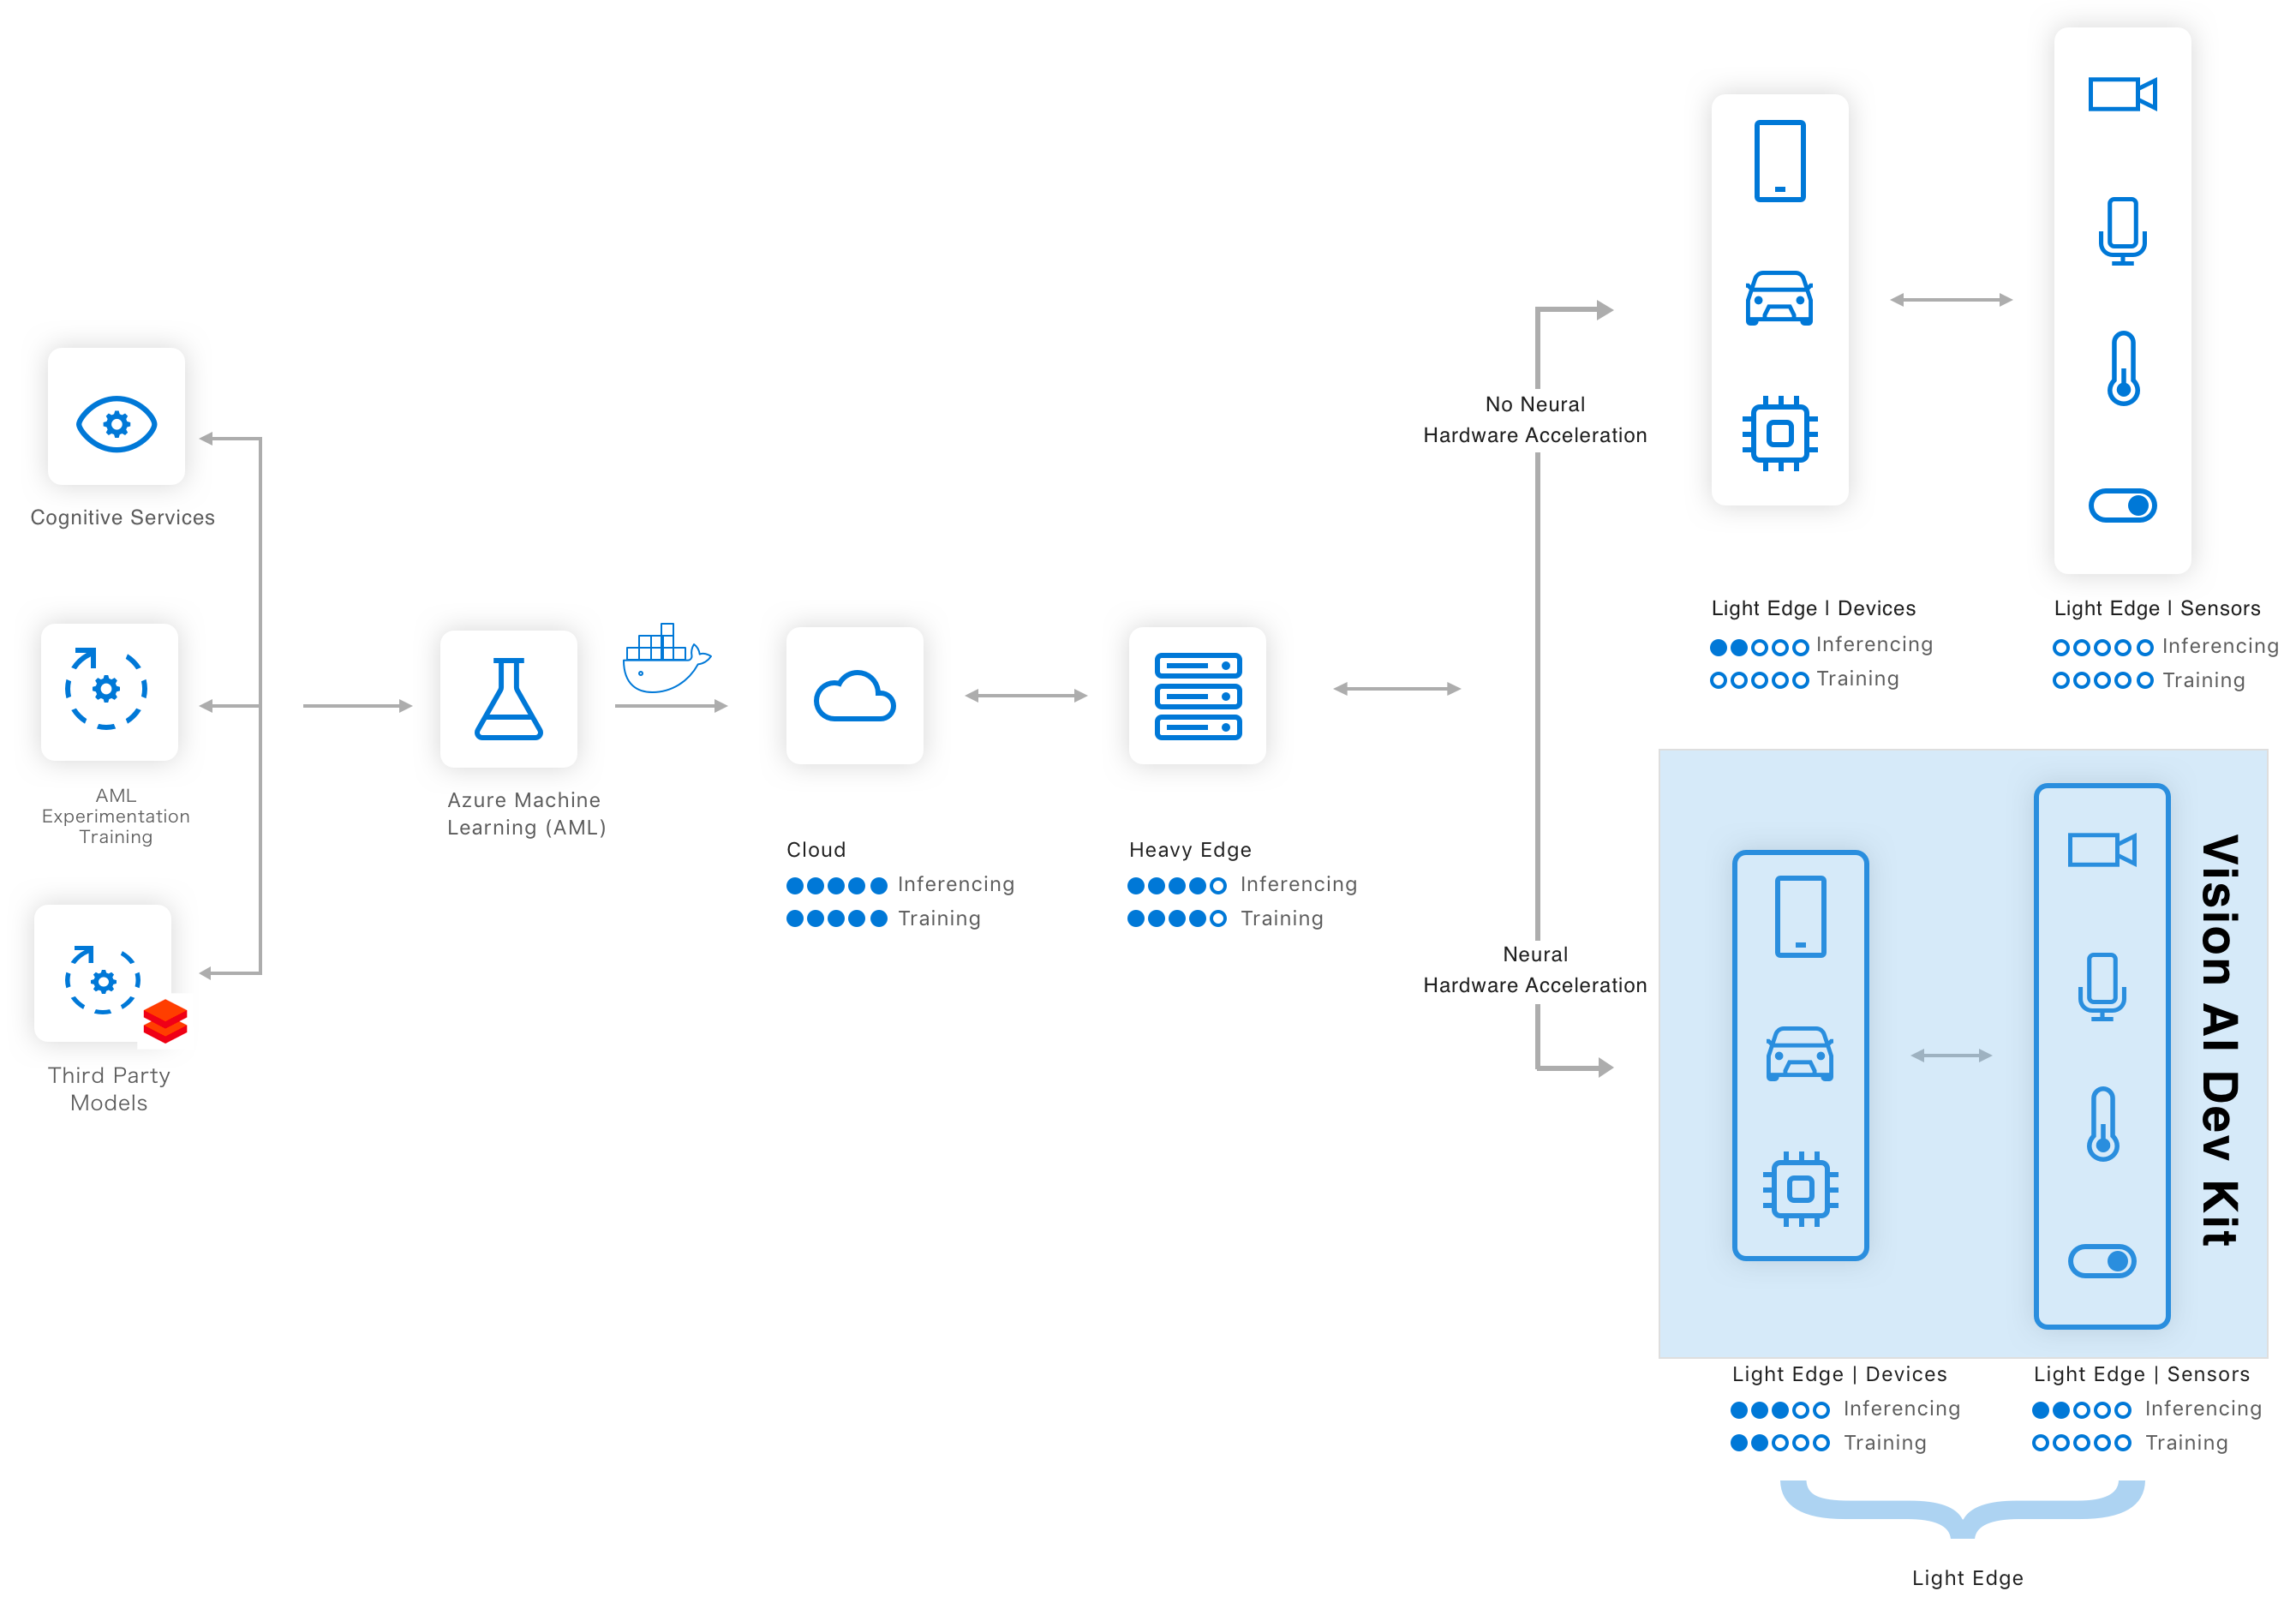 Cognitive Services
AML
Experimentation
Training
Third Party
Models
Azure Machine
Learning (AML)
Cloud
Inferencing
Training
Heavy Edge
Inferencing
Training
No Neural
Hardware Acceleration
Neural
Hardware Acceleration
Light Edge | Devices
Inferencing
Training
Light Edge | Sensors
Inferencing
Training
Vision AI Dev Kit
Light Edge | Devices
Inferencing
Training
Light Edge | Sensors
Inferencing
Training
Light Edge